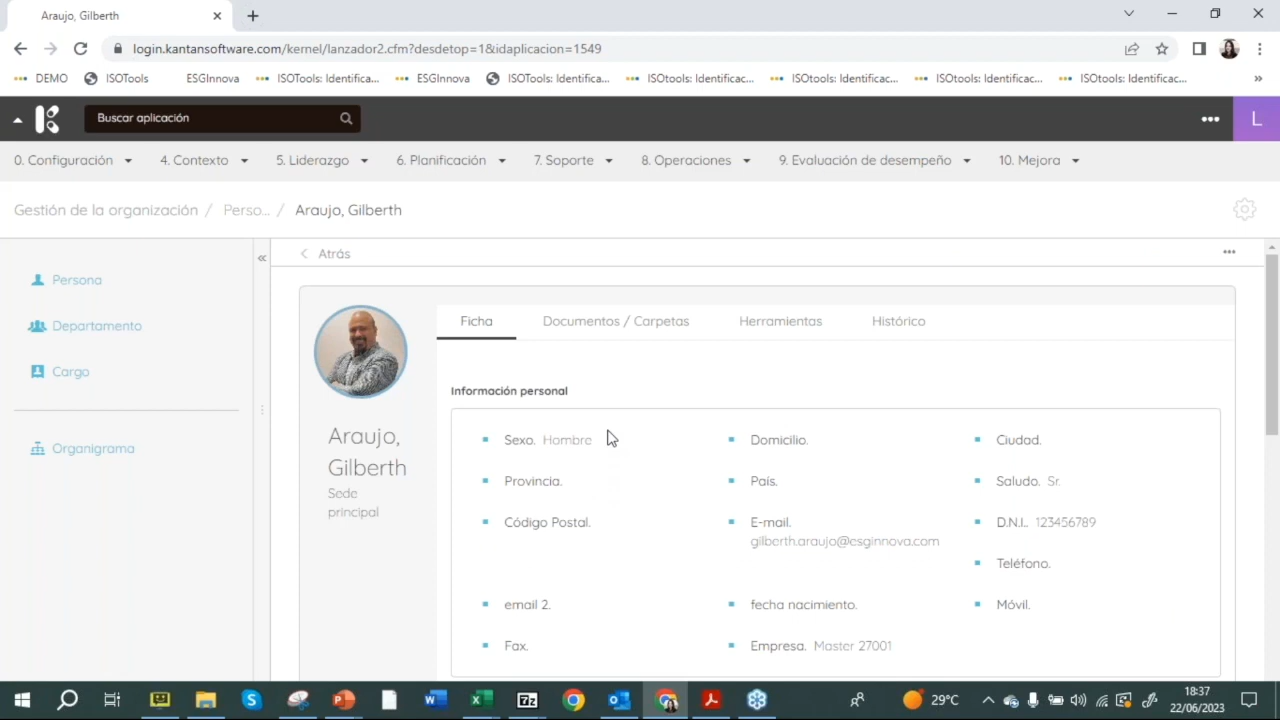 Araujo, Gilberth
login.kantansoftware.com/kernel/lanzador2.cfm?desdetop=1&idaplicacion=1549
DEMO ISOTools ESGInnova ISOTools: Identifica... ESGInnova ISOTools: Identifica... ISOtools: Identificac... ISOtools: Identificac... ISOtools: Identificac... ISOtools: Identificac... »
Buscar aplicación
L
0. Configuración 4. Contexto 5. Liderazgo 6. Planificación 7. Soporte 8. Operaciones 9. Evaluación de desempeño 10. Mejora
Gestión de la organización / Perso... / Araujo, Gilberth
« Atrás
Persona
Departamento
Cargo
Organigrama
Ficha Documentos / Carpetas Herramientas Histórico
Araujo,
Gilberth
Sede
principal
Información personal
Sexo. Hombre Domicilio. Ciudad.
Provincia. País. Saludo. Sr.
Código Postal. E-mail. D.N.I.. 123456789
gilberth.araujo@esginnova.com
Teléfono.
email 2. fecha nacimiento. Móvil.
Fax. Empresa. Master 27001
29°C
18:37
22/06/2023